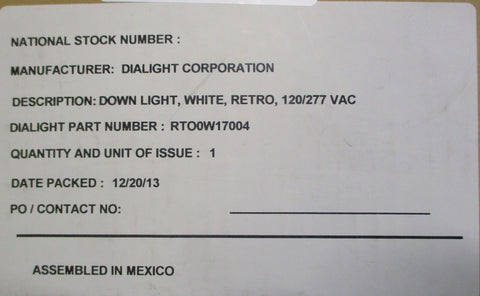 NATIONAL STOCK NUMBER :
MANUFACTURER: DIALIGHT CORPORATION
DESCRIPTION: DOWN LIGHT, WHITE, RETRO, 120/277 VAC
DIALIGHT PART NUMBER : RTO0W17004
QUANTITY AND UNIT OF ISSUE : 1
DATE PACKED : 12/20/13
PO / CONTACT NO:
ASSEMBLED IN MEXICO